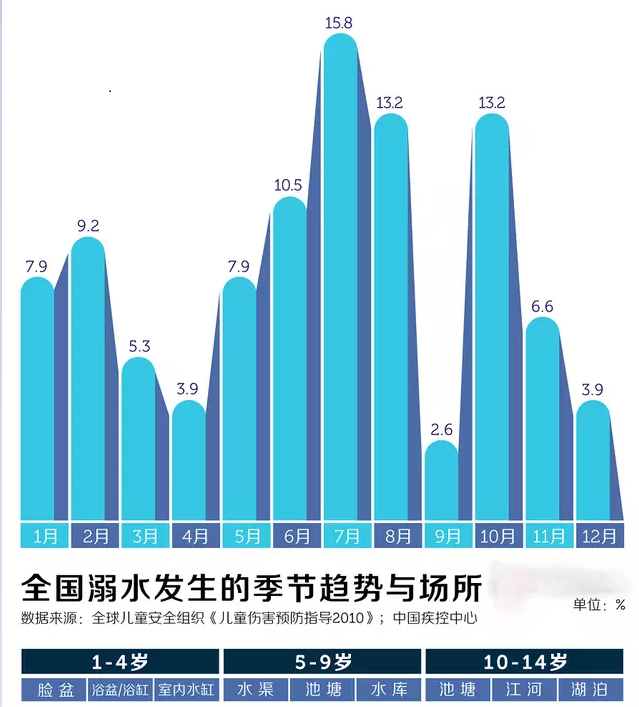 15.8
13.2
13.2
10.5
9.2
7.9
7.9
6.6
5.3
3.9
3.9
2.6
1月 2月 3月 4月 5月 6月 7月 8月 9月 10月 11月 12月
全国溺水发生的季节趋势与场所
单位：%
数据来源：全球儿童安全组织《儿童伤害预防指导2010》；中国疾控中心
1-4岁 5-9岁 10-14岁
脸盆 浴盆/浴缸 室内水缸 水渠 池塘 水库 池塘 江河 湖泊